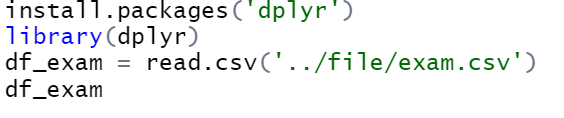 install.packages('dplyr')
library(dplyr)
df_exam = read.csv('../file/exam.csv')
df_exam